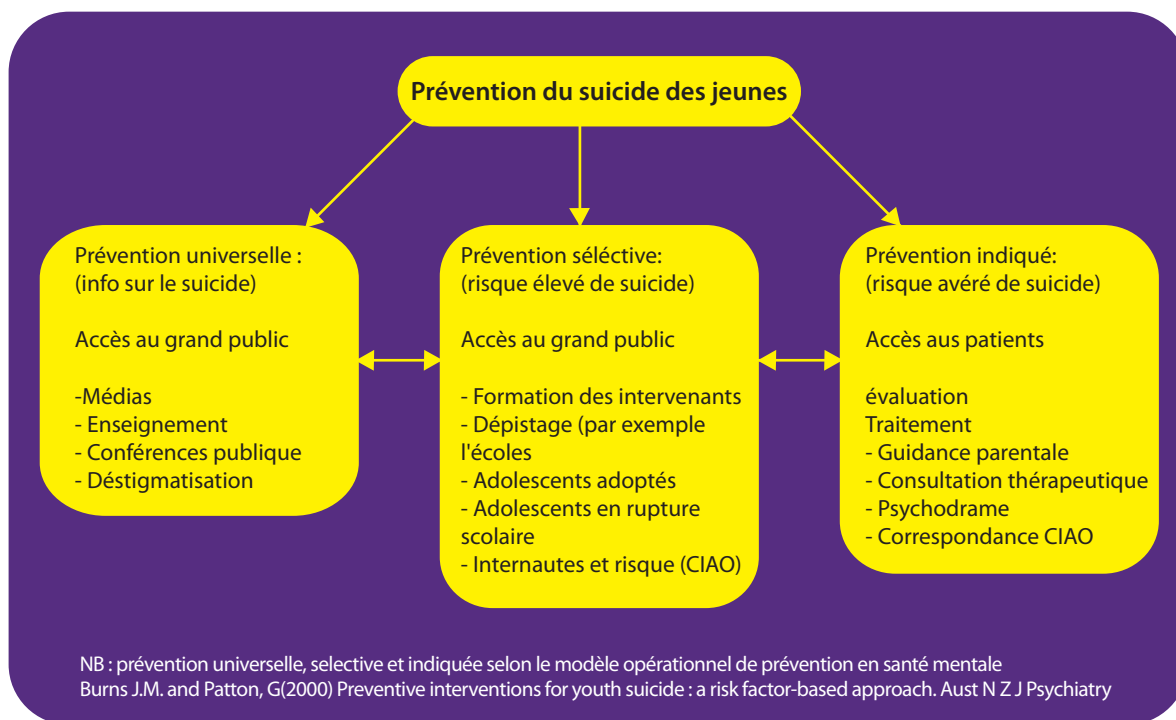 Prévention du suicide des jeunes
Prévention universelle :
(info sur le suicide)
Accès au grand public
-Médias
- Enseignement
- Conférences publique
- Déstigmatisation
Prévention séléctive:
(risque élevé de suicide)
Accès au grand public
- Formation des intervenants
- Dépistage (par exemple
l'écoles
- Adolescents adoptés
- Adolescents en rupture
scolaire
- Internautes et risque (CIAO)
Prévention indiqué:
(risque avéré de suicide)
Accès aus patients
évaluation
Traitement
- Guidance parentale
- Consultation thérapeutique
- Psychodrame
- Correspondance CIAO
NB : prévention universelle, selective et indiquée selon le modèle opérationnel de prévention en santé mentale
Burns J.M. and Patton, G(2000) Preventive interventions for youth suicide : a risk factor-based approach. Aust N Z J Psychiatry